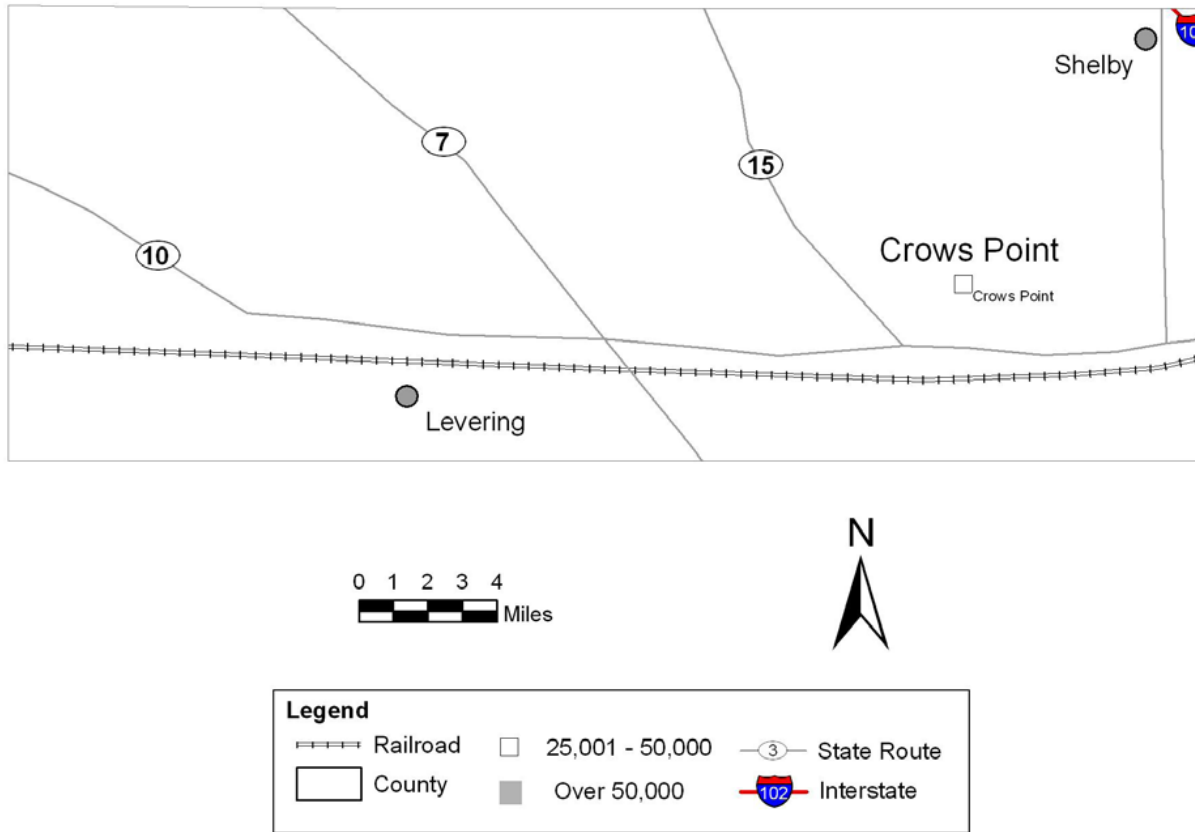 10
Shelby
7
15
10
Crows Point
Crows Point
Levering
N
0 1 2 3 4
Miles
Legend
Railroad
25,001 - 50,000
3
State Route
County
Over 50,000
102
Interstate